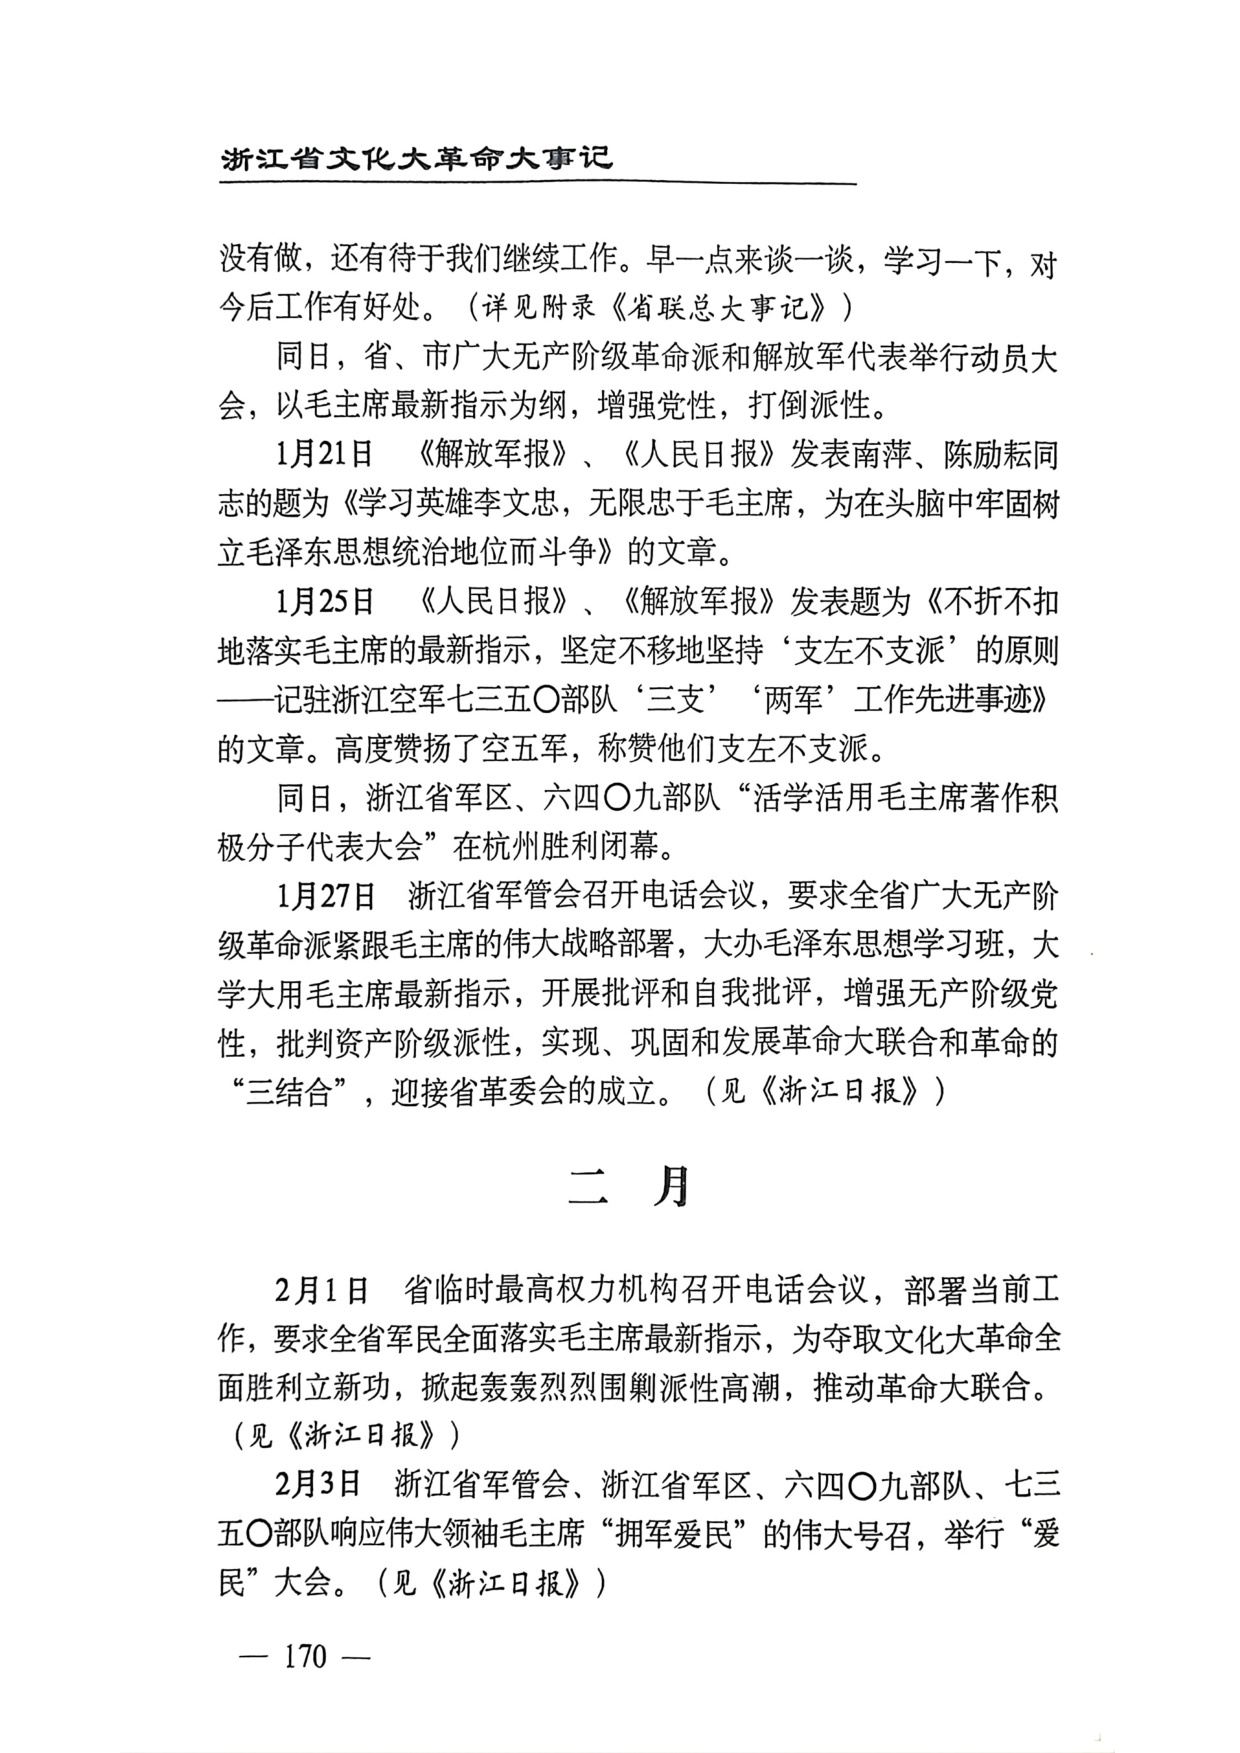 浙江省文化大革命大事记
没有做，还有待于我们继续工作。早一点来谈一谈，学习一下，对
今后工作有好处。（详见附录《省联总大事记》）
同日，省、市广大无产阶级革命派和解放军代表举行动员大
会，以毛主席最新指示为纲，增强党性，打倒派性。
1月21日　《解放军报》、《人民日报》发表南萍、陈励耘同
志的题为《学习英雄李文忠，无限忠于毛主席，为在头脑中牢固树
立毛泽东思想统治地位而斗争》的文章。
1月25日　《人民日报》、《解放军报》发表题为《不折不扣
地落实毛主席的最新指示，坚定不移地坚持‘支左不支派’的原则
——记驻浙江空军七三五〇部队‘三支’‘两军’工作先进事迹》
的文章。高度赞扬了空五军，称赞他们支左不支派。
同日，浙江省军区、六四〇九部队“活学活用毛主席著作积
极分子代表大会”在杭州胜利闭幕。
1月27日　浙江省军管会召开电话会议，要求全省广大无产阶
级革命派紧跟毛主席的伟大战略部署，大办毛泽东思想学习班，大
学大用毛主席最新指示，开展批评和自我批评，增强无产阶级党
性，批判资产阶级派性，实现、巩固和发展革命大联合和革命的
“三结合”，迎接省革委会的成立。（见《浙江日报》）
二　月
2月1日　省临时最高权力机构召开电话会议，部署当前工
作，要求全省军民全面落实毛主席最新指示，为夺取文化大革命全
面胜利立新功，掀起轰轰烈烈围剿派性高潮，推动革命大联合。
（见《浙江日报》）
2月3日　浙江省军管会、浙江省军区、六四〇九部队、七三
五〇部队响应伟大领袖毛主席“拥军爱民”的伟大号召，举行“爱
民”大会。（见《浙江日报》）
— 170 —